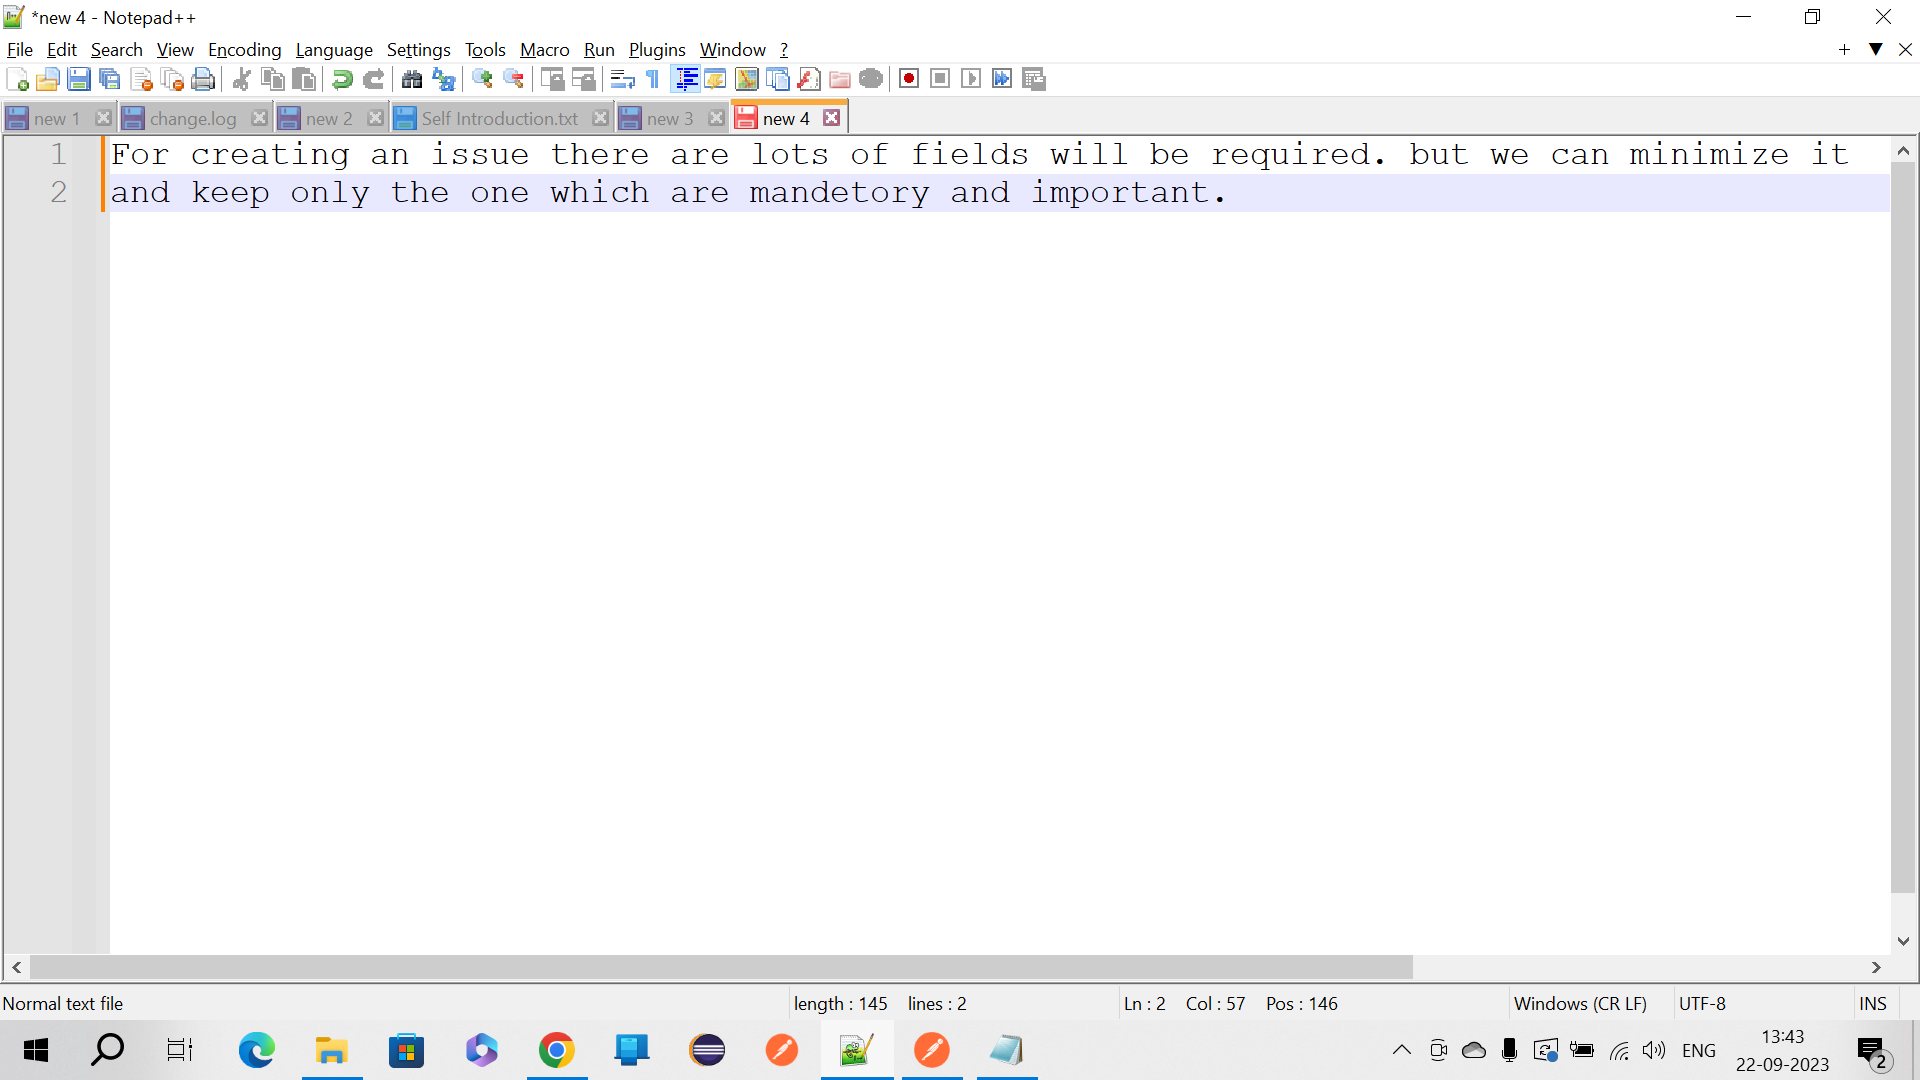 *new 4 - Notepad++
File Edit Search View Encoding Language Settings Tools Macro Run Plugins Window ?
new 1 change.log new 2 Self Introduction.txt new 3 new 4
1 For creating an issue there are lots of fields will be required. but we can minimize it
2 and keep only the one which are mandetory and important.
Normal text file length : 145 lines : 2 Ln : 2 Col : 57 Pos : 146 Windows (CR LF) UTF-8 INS
ENG 13:43
22-09-2023 2